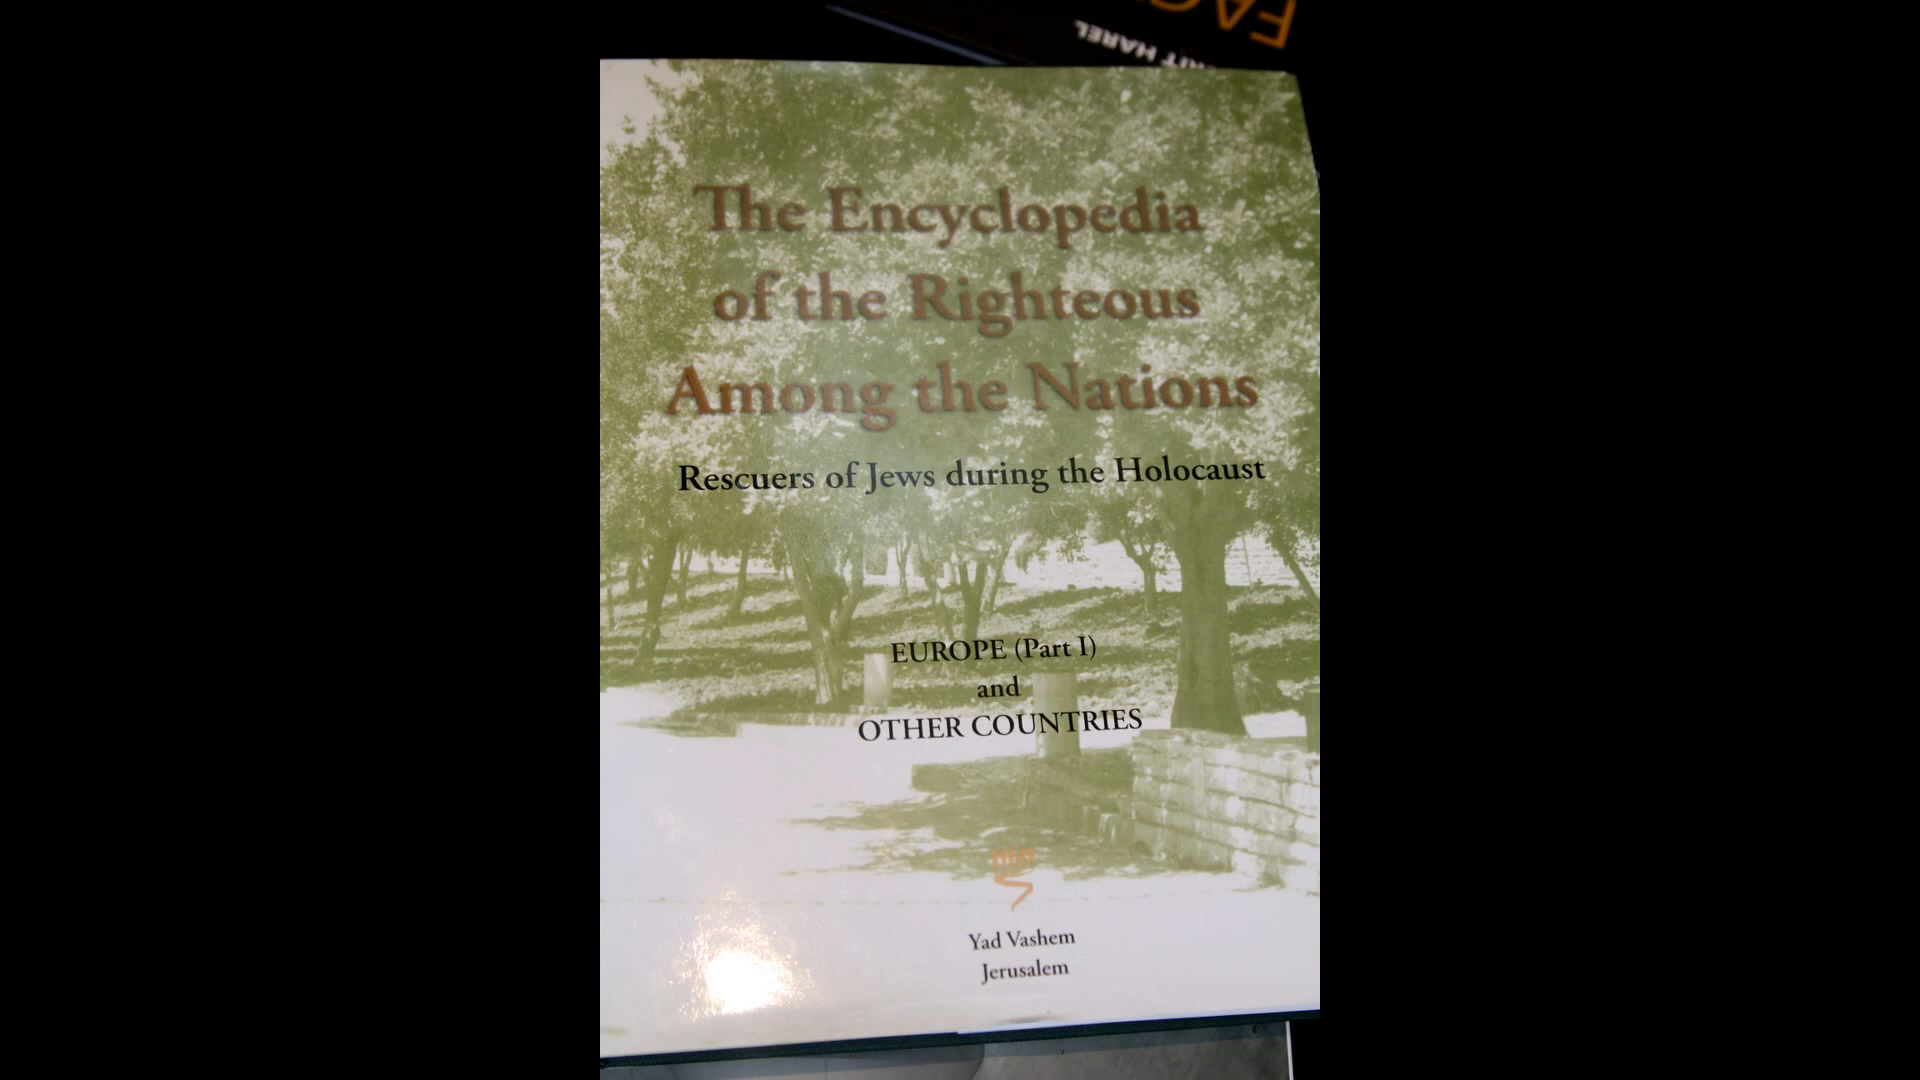 The Encyclopedia
of the Righteous
Among the Nations
Rescuers of Jews during the Holocaust
EUROPE (Part I)
and
OTHER COUNTRIES
Yad Vashem
Jerusalem
HAREL